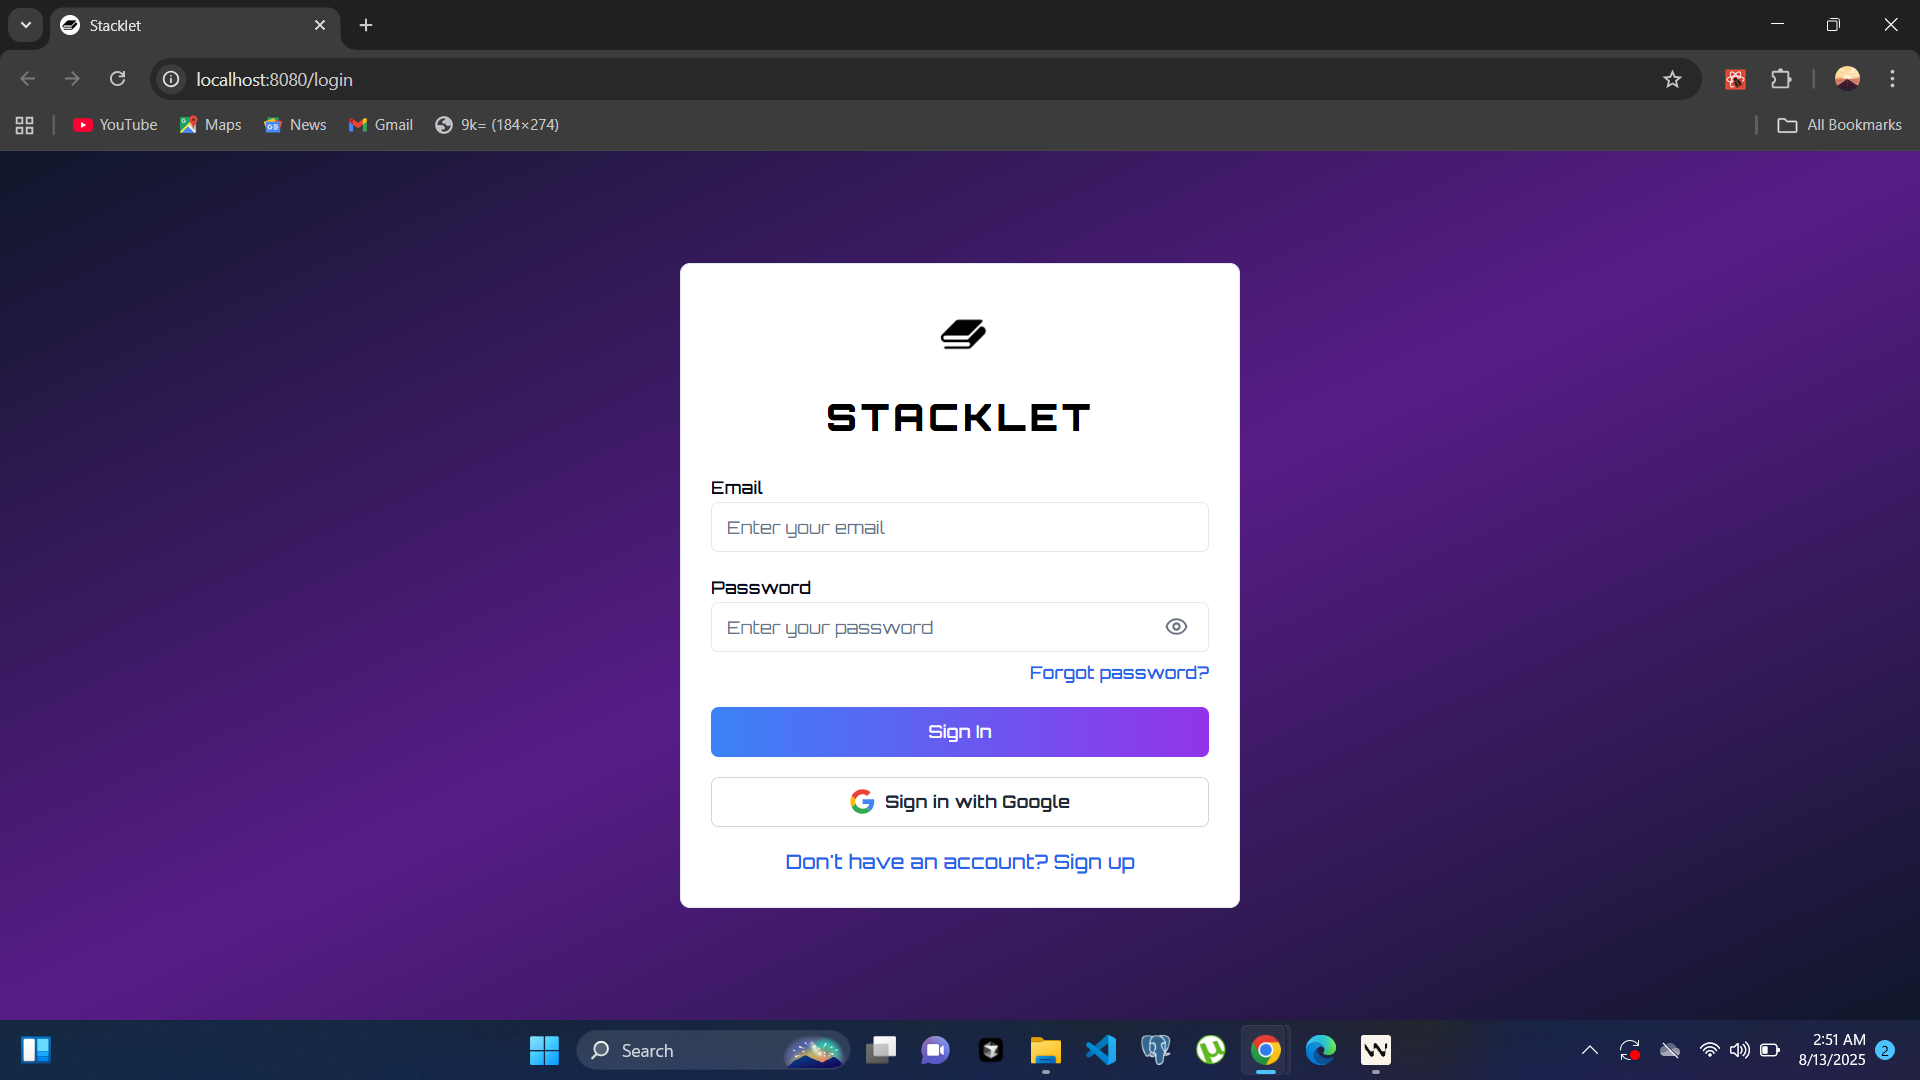 Stacklet
localhost:8080/login
YouTube
Maps
News
Gmail
9k= (184×274)
All Bookmarks
STACKLET
Email
Enter your email
Password
Enter your password
Forgot password?
Sign In
Sign in with Google
Don't have an account? Sign up
Search
2:51 AM
8/13/2025
2